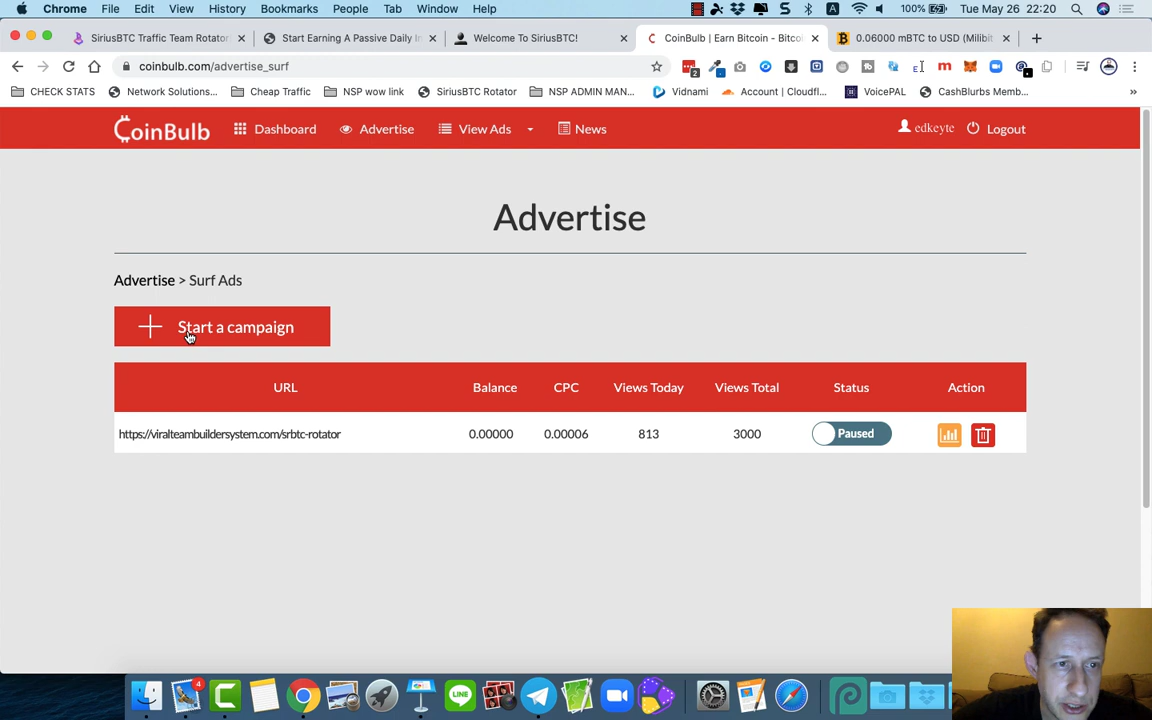 Chrome File Edit View History Bookmarks People Tab Window Help 100% Tue May 26 22:20
SiriusBTC Traffic Team Rotator Start Earning A Passive Daily In Welcome To SiriusBTC! CoinBulb | Earn Bitcoin - Bitcoi 0.06000 mBTC to USD (Milibit
coinbulb.com/advertise_surf
CHECK STATS Network Solutions... Cheap Traffic NSP wow link SiriusBTC Rotator NSP ADMIN MAN... Vidnami Account | Cloudfl... VoicePAL CashBlurbs Memb... »
CoinBulb Dashboard Advertise View Ads News edkeyte Logout
Advertise
Advertise > Surf Ads
Start a campaign
URL Balance CPC Views Today Views Total Status Action
https://viralteambuildersystem.com/srbtc-rotator 0.00000 0.00006 813 3000 Paused